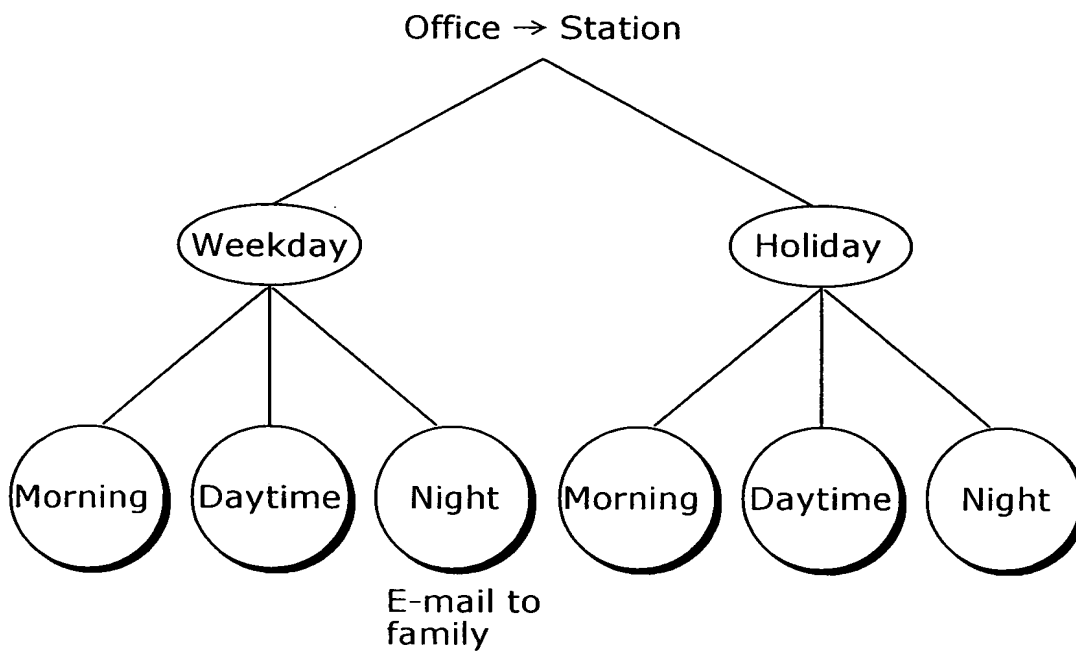 Office → Station
Weekday
Holiday
Morning
Daytime
Night
Morning
Daytime
Night
E-mail to
family